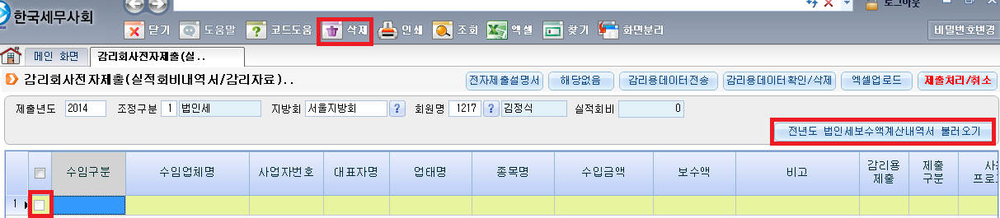 로그아웃
한국세무사회
닫기 도움말 코드도움 삭제 인쇄 조회 엑셀 찾기 화면분리 비밀번호변경
메인 화면 감리회사전자제출(실..
감리회사전자제출(실적회비내역서/감리자료).. 전자제출설명서 해당없음 감리용데이터전송 감리용데이터확인/삭제 엑셀업로드 제출처리/취소
제출년도 2014 조정구분 1 법인세 지방회 서울지방회 ? 회원명 1217 ? 김정식 실적회비 0
전년도 법인세보수액계산내역서 불러오기
수임구분 수임업체명 사업자번호 대표자명 업태명 종목명 수입금액 보수액 비고 감리용 제출 제출 구분
1